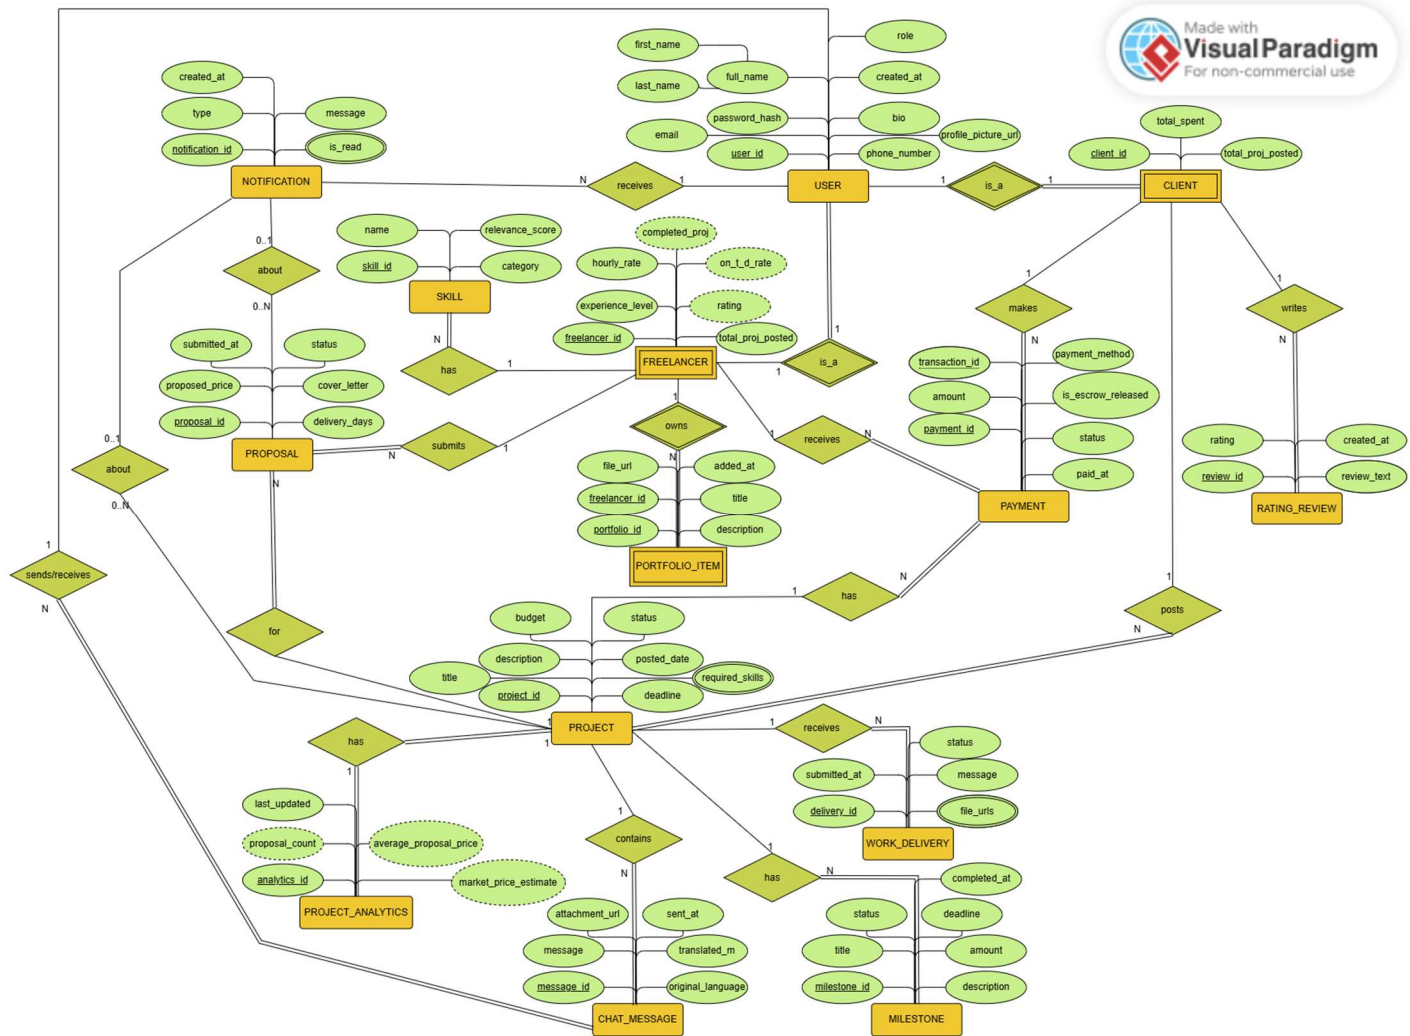 Made with
VisualParadigm
For non-commercial use
role
first_name
full_name
created_at
last_name
password_hash
bio
email
profile_picture_url
user_id
phone_number
USER
created_at
type
message
notification_id
is_read
NOTIFICATION
N
receives
1
1
is_a
1
total_spent
client_id
total_proj_posted
CLIENT
name
relevance_score
skill_id
category
SKILL
N
has
1
completed_proj
hourly_rate
on_t_d_rate
experience_level
rating
freelancer_id
total_proj_posted
FREELANCER
1
is_a
1
0..1
about
0..N
submitted_at
status
proposed_price
cover_letter
proposal_id
delivery_days
PROPOSAL
N
submits
1
1
owns
N
file_url
added_at
freelancer_id
title
portfolio_id
description
PORTFOLIO_ITEM
1
receives
N
1
makes
N
transaction_id
payment_method
amount
is_escrow_released
payment_id
status
paid_at
PAYMENT
1
writes
N
rating
created_at
review_id
review_text
RATING_REVIEW
0..1
about
0..N
1
sends/receives
N
N
for
1
has
N
1
posts
N
budget
status
description
posted_date
title
required_skills
project_id
deadline
PROJECT
1
1
has
1
last_updated
proposal_count
average_proposal_price
analytics_id
market_price_estimate
PROJECT_ANALYTICS
1
contains
N
attachment_url
sent_at
message
translated_m
message_id
original_language
CHAT_MESSAGE
1
receives
N
status
submitted_at
message
delivery_id
file_urls
WORK_DELIVERY
1
has
N
completed_at
status
deadline
title
amount
milestone_id
description
MILESTONE